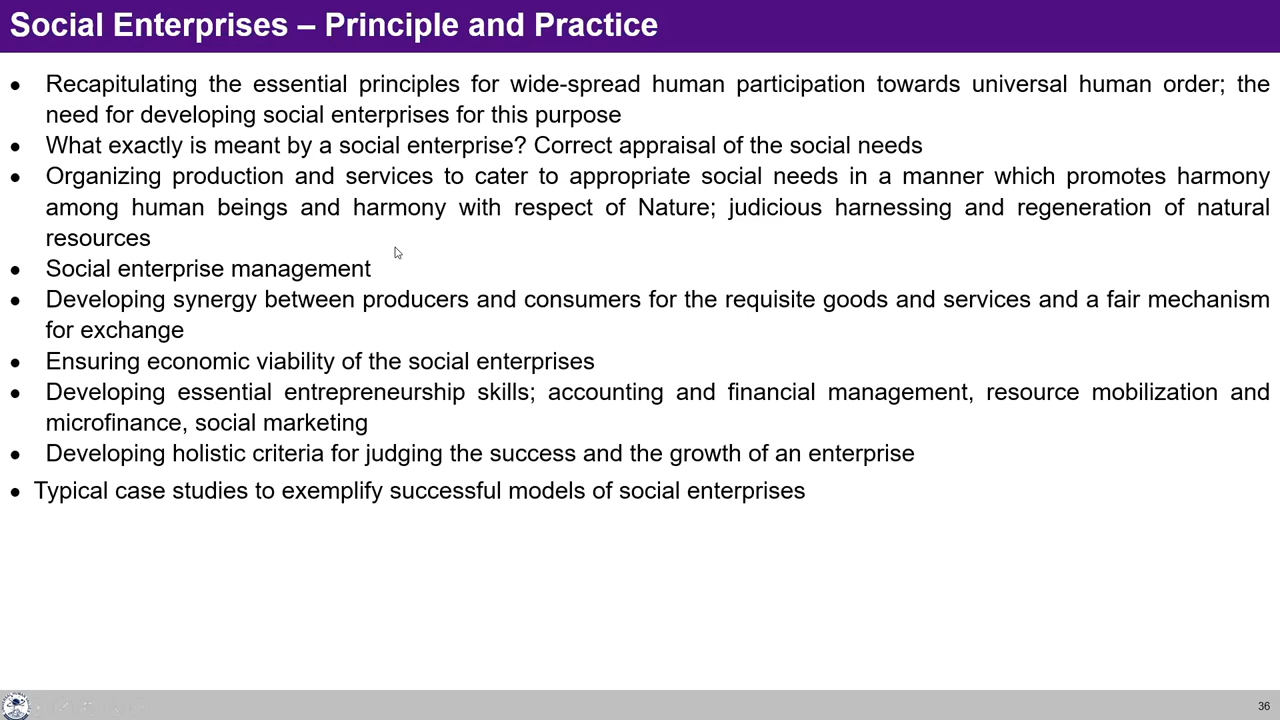 Social Enterprises – Principle and Practice
● Recapitulating the essential principles for wide-spread human participation towards universal human order; the
need for developing social enterprises for this purpose
● What exactly is meant by a social enterprise? Correct appraisal of the social needs
● Organizing production and services to cater to appropriate social needs in a manner which promotes harmony
among human beings and harmony with respect of Nature; judicious harnessing and regeneration of natural
resources
● Social enterprise management
● Developing synergy between producers and consumers for the requisite goods and services and a fair mechanism
for exchange
● Ensuring economic viability of the social enterprises
● Developing essential entrepreneurship skills; accounting and financial management, resource mobilization and
microfinance, social marketing
● Developing holistic criteria for judging the success and the growth of an enterprise
● Typical case studies to exemplify successful models of social enterprises
36